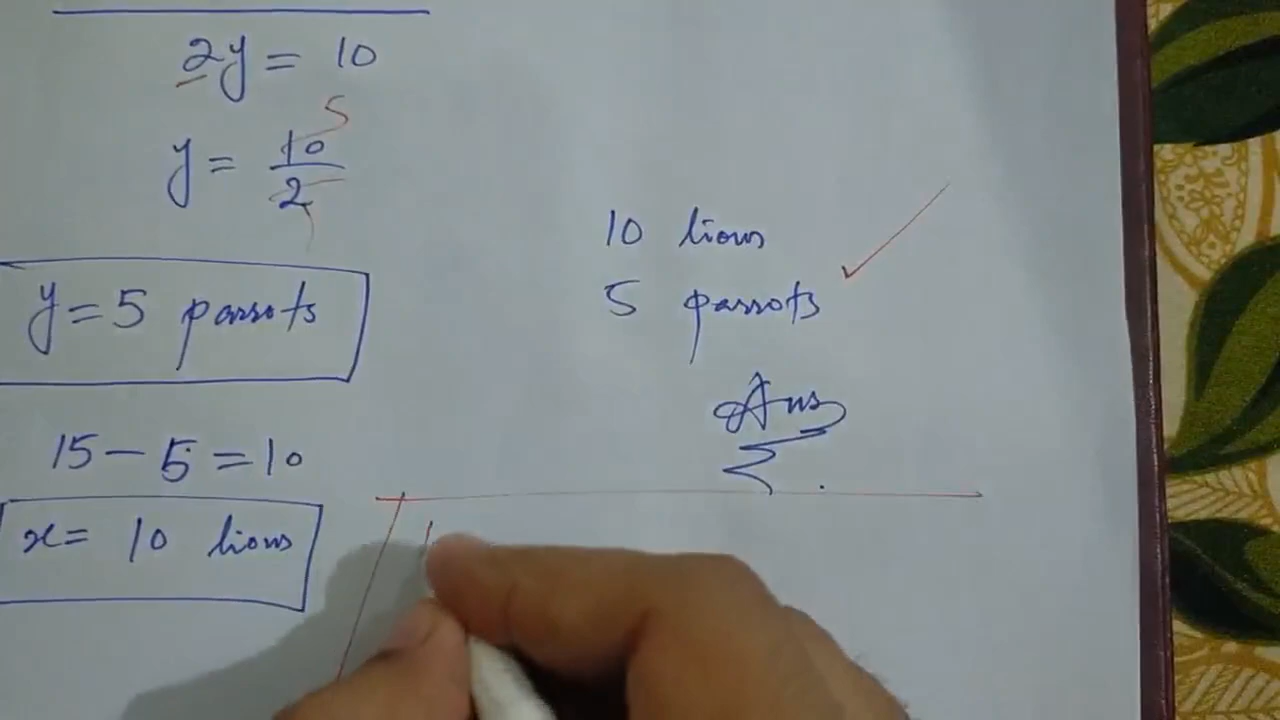 2y = 10
y = 10/2
5
y = 5 parrots
15 - 5 = 10
x = 10 lions
10 lions
5 parrots
Ans